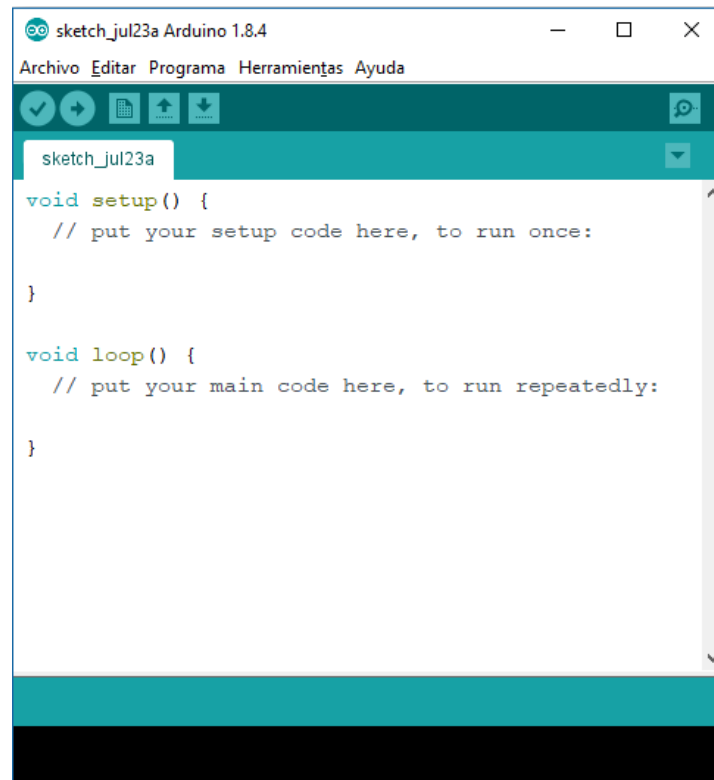 sketch_jul23a Arduino 1.8.4
Archivo Editar Programa Herramientas Ayuda
sketch_jul23a
void setup() {
  // put your setup code here, to run once:
}
void loop() {
  // put your main code here, to run repeatedly:
}